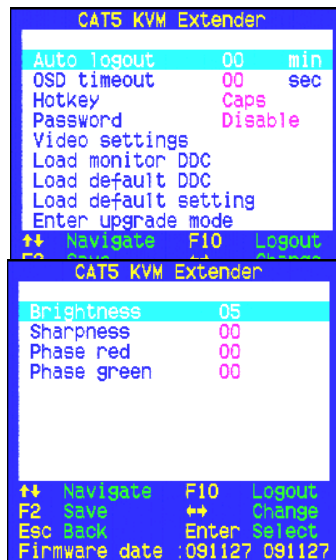 CAT5 KVM Extender
Auto logout 00 min
OSD timeout 00 sec
Hotkey Caps
Password Disable
Video settings
Load monitor DDC
Load default DDC
Load default setting
Enter upgrade mode
↑↓ Navigate F10 Logout
F2 Save ↔ Change
CAT5 KVM Extender
Brightness 05
Sharpness 00
Phase red 00
Phase green 00
↑↓ Navigate F10 Logout
F2 Save ↔ Change
Esc Back Enter Select
Firmware date :091127 091127